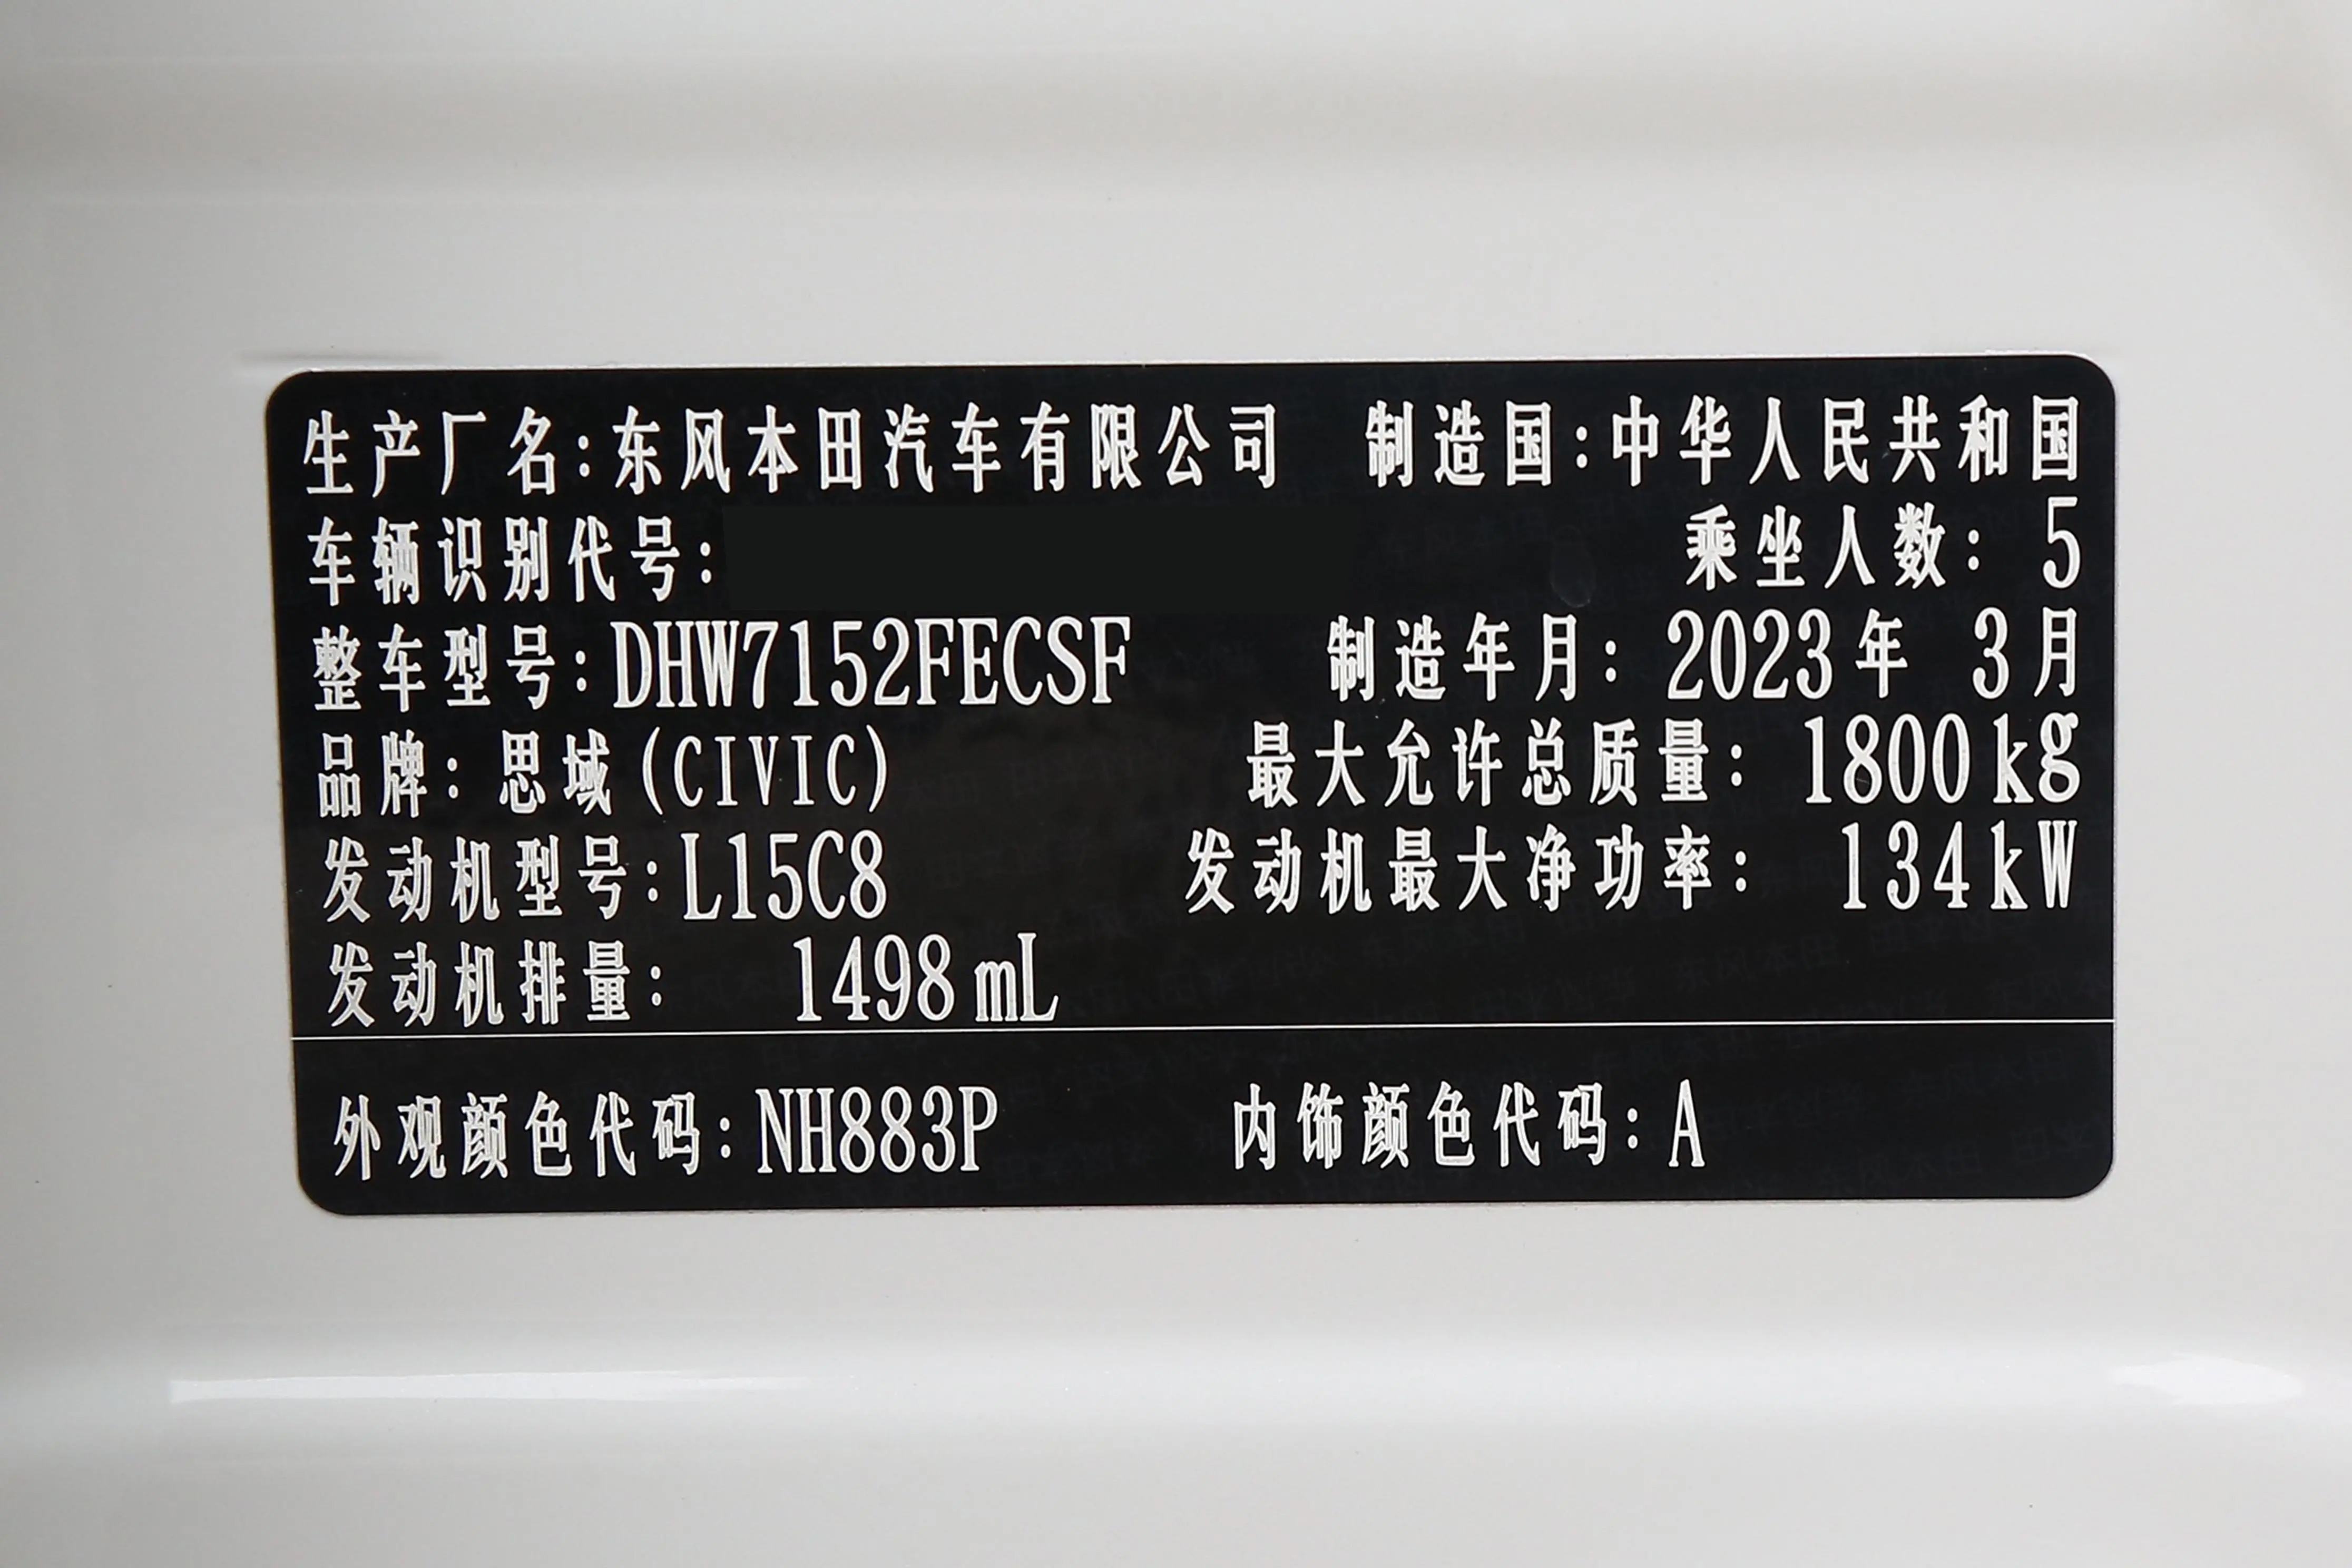 生产厂名:东风本田汽车有限公司 制造国:中华人民共和国
车辆识别代号: 乘坐人数: 5
整车型号:DHW7152FECSF 制造年月: 2023年 3月
品牌: 思域(CIVIC) 最大允许总质量: 1800kg
发动机型号:L15C8 发动机最大净功率: 134kW
发动机排量: 1498mL
外观颜色代码:NH883P 内饰颜色代码:A